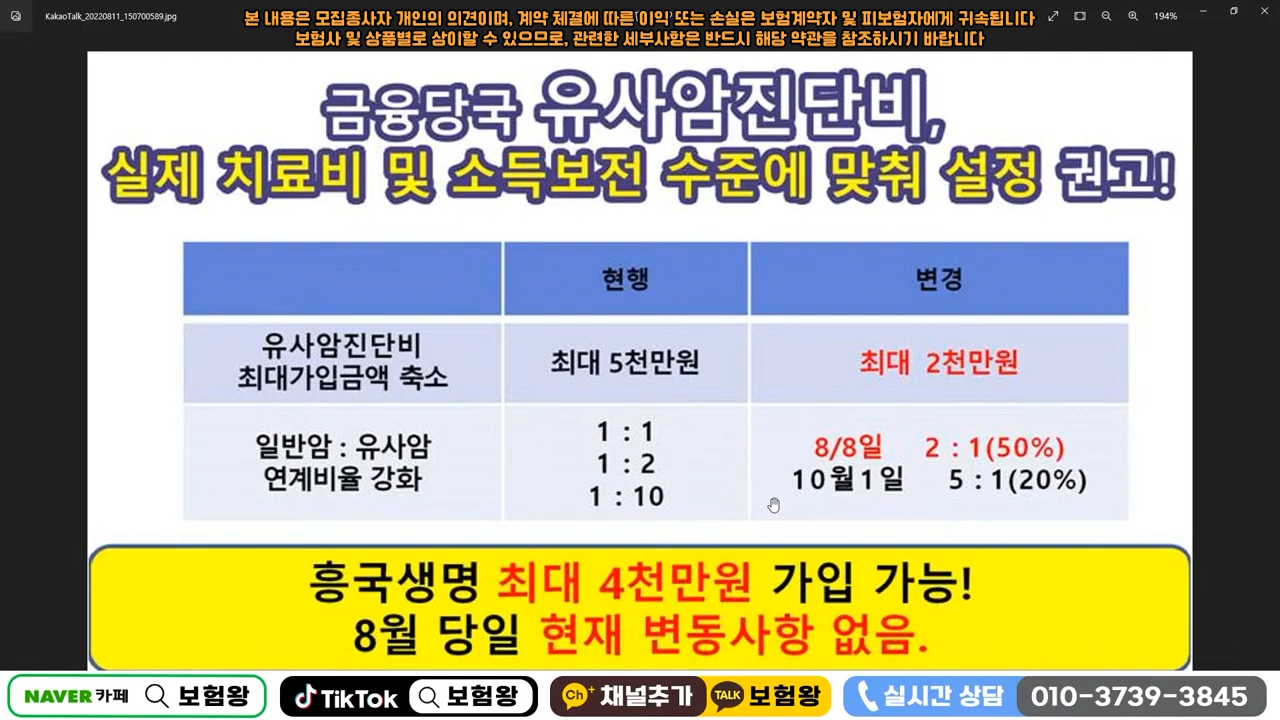 KakaoTalk_20220811_150700589.jpg
본 내용은 모집종사자 개인의 의견이며, 계약 체결에 따른 이익 또는 손실은 보험계약자 및 피보험자에게 귀속됩니다
194%
보험사 및 상품별로 상이할 수 있으므로, 관련한 세부사항은 반드시 해당 약관을 참조하시기 바랍니다
금융당국 유사암진단비,
실제 치료비 및 소득보전 수준에 맞춰 설정 권고!
현행 변경
유사암진단비
최대가입금액 축소
최대 5천만원
최대 2천만원
일반암 : 유사암
연계비율 강화
1 : 1
1 : 2
1 : 10
8/8일 2 : 1(50%)
10월1일 5 : 1(20%)
흥국생명 최대 4천만원 가입 가능!
8월 당일 현재 변동사항 없음.
NAVER 카페 보험왕
TikTok 보험왕
Ch+ 채널추가 TALK 보험왕
실시간 상담 010-3739-3845